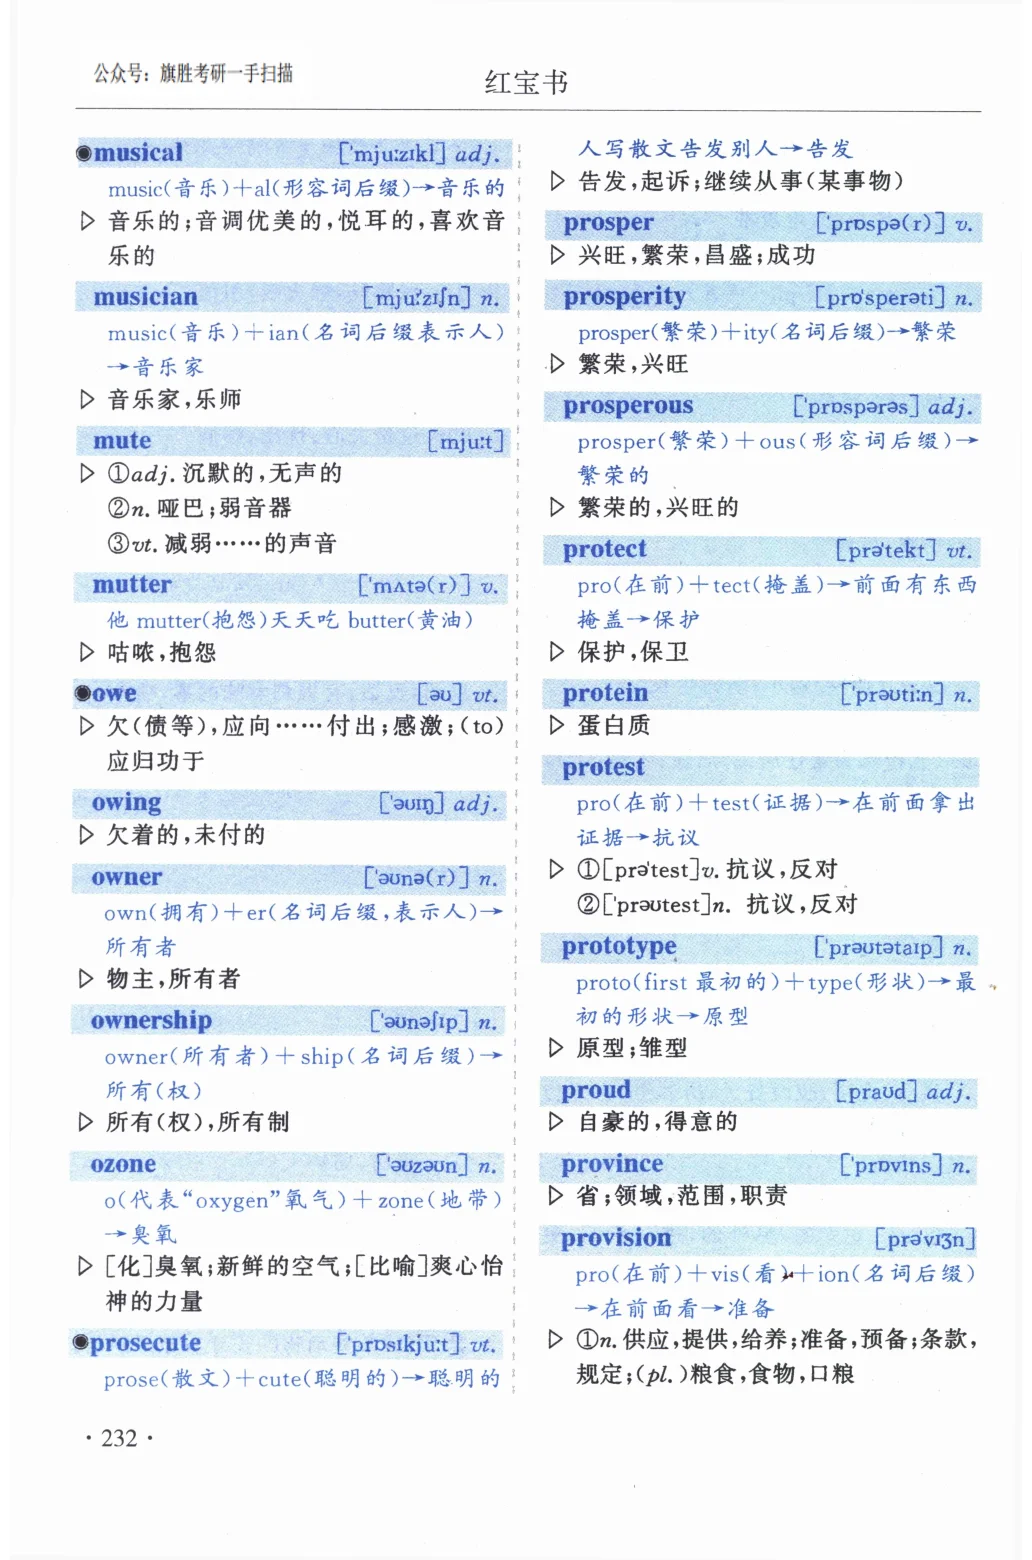 公众号：旗胜考研一手扫描
红宝书
◉musical ['mjuːzɪkl] adj.
music(音乐)＋al(形容词后缀)→音乐的
▷ 音乐的;音调优美的,悦耳的,喜欢音
乐的
musician [mjuː'zɪʃn] n.
music(音乐)＋ian(名词后缀表示人)
→音乐家
▷ 音乐家,乐师
mute [mjuːt]
▷ ①adj. 沉默的,无声的
②n. 哑巴;弱音器
③vt. 减弱……的声音
mutter ['mʌtə(r)] v.
他 mutter(抱怨)天天吃 butter(黄油)
▷ 咕哝,抱怨
◉owe [əʊ] vt.
▷ 欠(债等),应向……付出;感激;(to)
应归功于
owing ['əʊɪŋ] adj.
▷ 欠着的,未付的
owner ['əʊnə(r)] n.
own(拥有)＋er(名词后缀,表示人)→
所有者
▷ 物主,所有者
ownership ['əʊnəʃɪp] n.
owner(所有者)＋ship(名词后缀)→
所有(权)
▷ 所有(权),所有制
ozone ['əʊzəʊn] n.
o(代表“oxygen”氧气)＋zone(地带)
→臭氧
▷ [化]臭氧;新鲜的空气;[比喻]爽心怡
神的力量
◉prosecute ['prɒsɪkjuːt] vt.
prose(散文)＋cute(聪明的)→聪明的
人写散文告发别人→告发
▷ 告发,起诉;继续从事(某事物)
prosper ['prɒspə(r)] v.
▷ 兴旺,繁荣,昌盛;成功
prosperity [prɒ'sperəti] n.
prosper(繁荣)＋ity(名词后缀)→繁荣
▷ 繁荣,兴旺
prosperous ['prɒspərəs] adj.
prosper(繁荣)＋ous(形容词后缀)→
繁荣的
▷ 繁荣的,兴旺的
protect [prə'tekt] vt.
pro(在前)＋tect(掩盖)→前面有东西
掩盖→保护
▷ 保护,保卫
protein ['prəʊtiːn] n.
▷ 蛋白质
protest
pro(在前)＋test(证据)→在前面拿出
证据→抗议
▷ ①[prə'test]v. 抗议,反对
②['prəʊtest]n. 抗议,反对
prototype ['prəʊtətaɪp] n.
proto(first 最初的)＋type(形状)→最
初的形状→原型
▷ 原型;雏型
proud [praʊd] adj.
▷ 自豪的,得意的
province ['prɒvɪns] n.
▷ 省;领域,范围,职责
provision [prə'vɪʒn]
pro(在前)＋vis(看)＋ion(名词后缀)
→在前面看→准备
▷ ①n. 供应,提供,给养;准备,预备;条款,
规定;(pl.)粮食,食物,口粮
· 232 ·